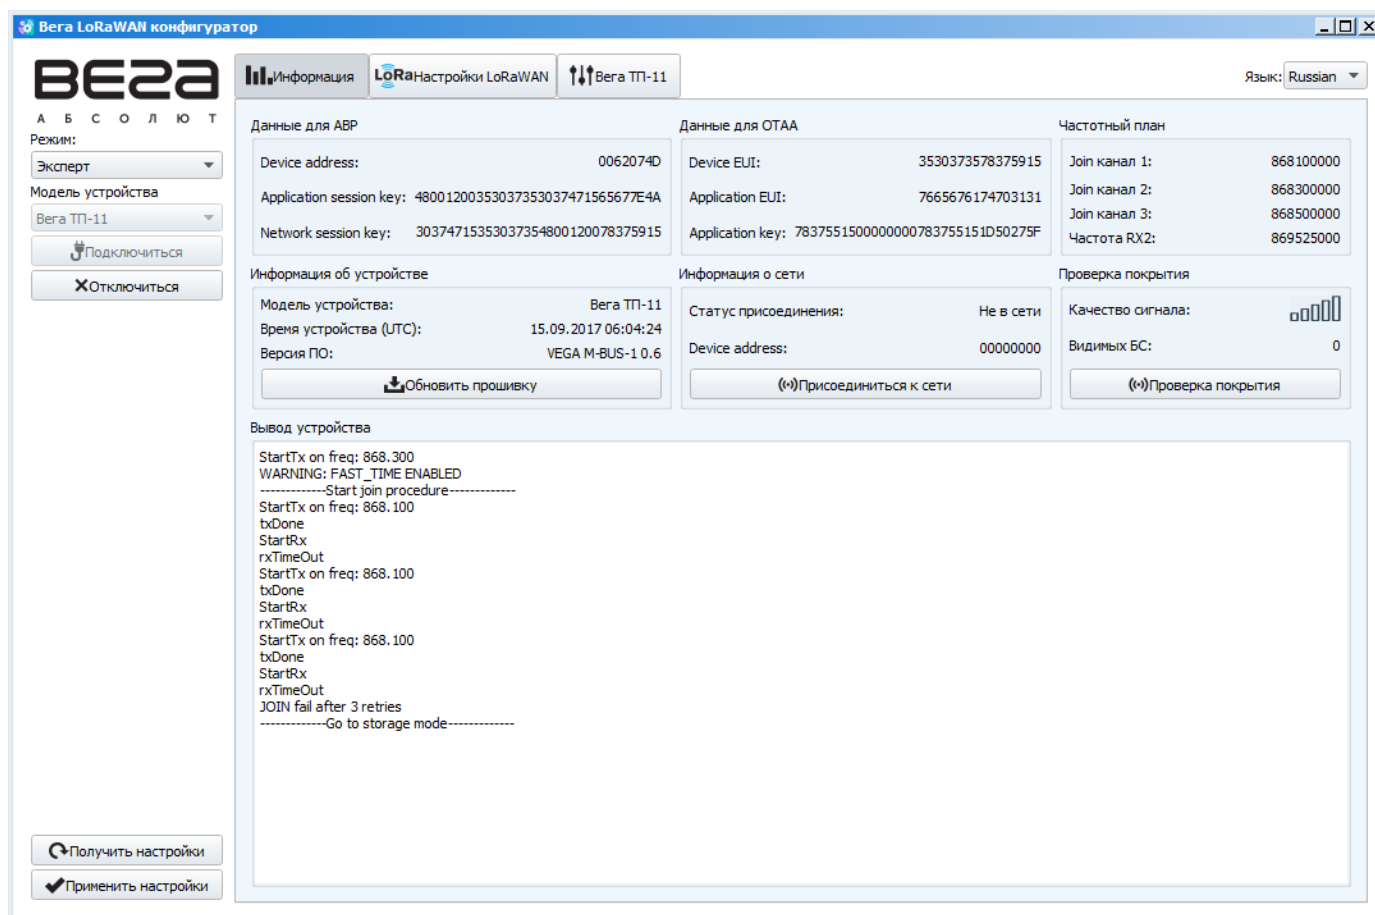 Вега LoRaWAN конфигуратор
ВЕГА
АБСОЛЮТ
Режим:
Эксперт
Модель устройства
Вега ТП-11
Подключиться
Отключиться
Получить настройки
Применить настройки
Информация
LoRa Настройки LoRaWAN
Вега ТП-11
Язык: Russian
Данные для ABP
Device address: 0062074D
Application session key: 48001200353037353037471565677E4A
Network session key: 30374715353037354800120078375915
Данные для OTAA
Device EUI: 3530373578375915
Application EUI: 7665676174703131
Application key: 7837551500000000783755151D50275F
Частотный план
Join канал 1: 868100000
Join канал 2: 868300000
Join канал 3: 868500000
Частота RX2: 869525000
Информация об устройстве
Модель устройства: Вега ТП-11
Время устройства (UTC): 15.09.2017 06:04:24
Версия ПО: VEGA M-BUS-1 0.6
Обновить прошивку
Информация о сети
Статус присоединения: Не в сети
Device address: 00000000
Присоединиться к сети
Проверка покрытия
Качество сигнала:
Видимых БС: 0
Проверка покрытия
Вывод устройства
StartTx on freq: 868.300
WARNING: FAST_TIME ENABLED
-------------Start join procedure-------------
StartTx on freq: 868.100
txDone
StartRx
rxTimeOut
StartTx on freq: 868.100
txDone
StartRx
rxTimeOut
StartTx on freq: 868.100
txDone
StartRx
rxTimeOut
JOIN fail after 3 retries
-------------Go to storage mode-------------